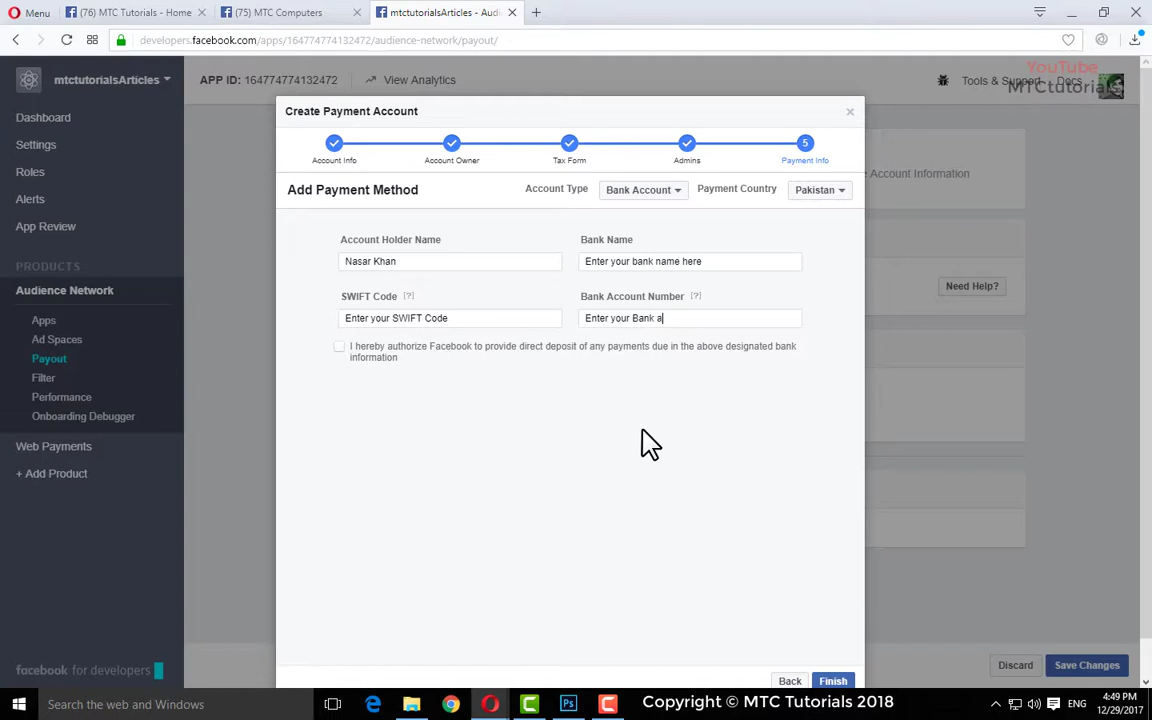 Menu
(76) MTC Tutorials - Home
(75) MTC Computers
mtctutorialsArticles - Audi
developers.facebook.com/apps/164774774132472/audience-network/payout/
YouTube
MTCtutorials
mtctutorialsArticles
APP ID: 164774774132472
View Analytics
Tools & Support
Docs
Dashboard
Settings
Roles
Alerts
App Review
PRODUCTS
Audience Network
Apps
Ad Spaces
Payout
Filter
Performance
Onboarding Debugger
Web Payments
+ Add Product
facebook for developers
Create Payment Account
Account Info
Account Owner
Tax Form
Admins
5
Payment Info
Add Payment Method
Account Type
Bank Account
Payment Country
Pakistan
Account Holder Name
Bank Name
Nasar Khan
Enter your bank name here
SWIFT Code [?]
Bank Account Number [?]
Enter your SWIFT Code
Enter your Bank a
I hereby authorize Facebook to provide direct deposit of any payments due in the above designated bank
information
Back
Finish
e Account Information
Need Help?
Discard
Save Changes
Search the web and Windows
Copyright © MTC Tutorials 2018
ENG
4:49 PM
12/29/2017